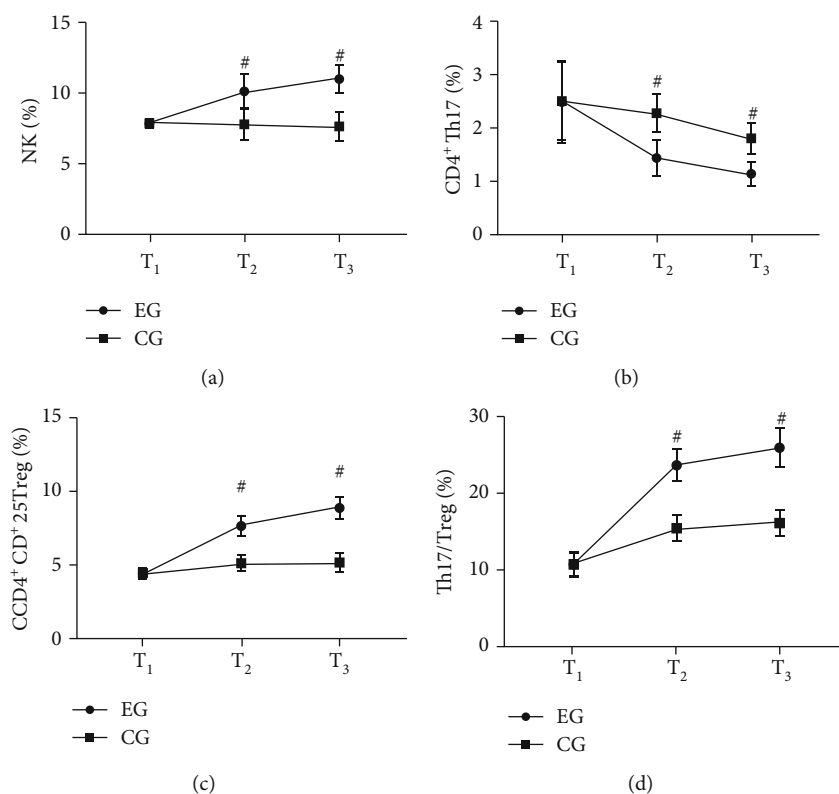 15
10
5
0
NK (%)
# #
T₁ T₂ T₃
EG
CG
(a)
4
3
2
1
0
CD4⁺ Th17 (%)
# #
T₁ T₂ T₃
EG
CG
(b)
15
10
5
0
CCD4⁺ CD⁺ 25Treg (%)
# #
T₁ T₂ T₃
EG
CG
(c)
30
20
10
0
Th17/Treg (%)
# #
T₁ T₂ T₃
EG
CG
(d)